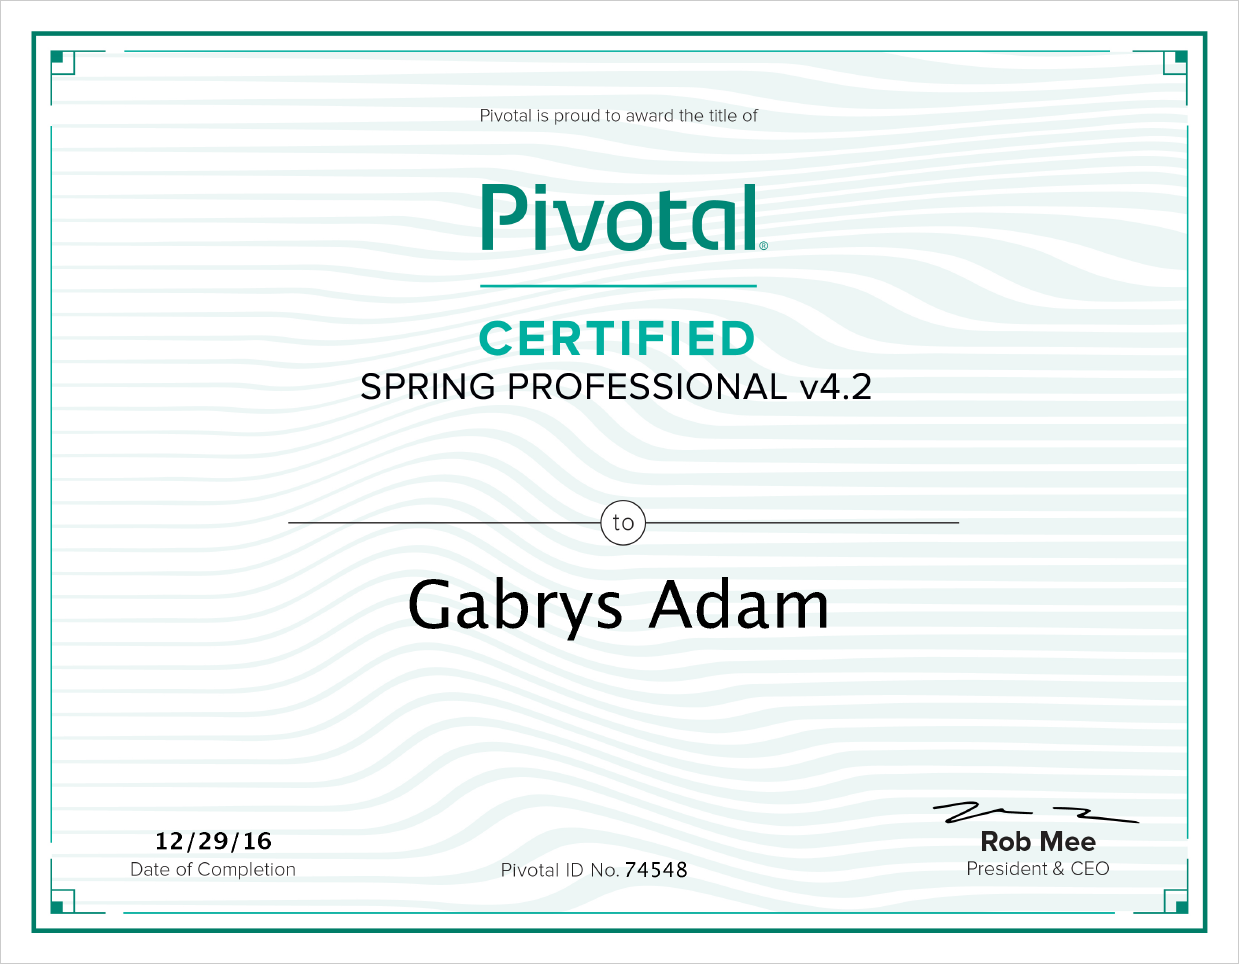 Pivotal is proud to award the title of
Pivotal®
CERTIFIED
SPRING PROFESSIONAL v4.2
to
Gabrys Adam
12/29/16
Date of Completion
Pivotal ID No. 74548
Rob Mee
President & CEO